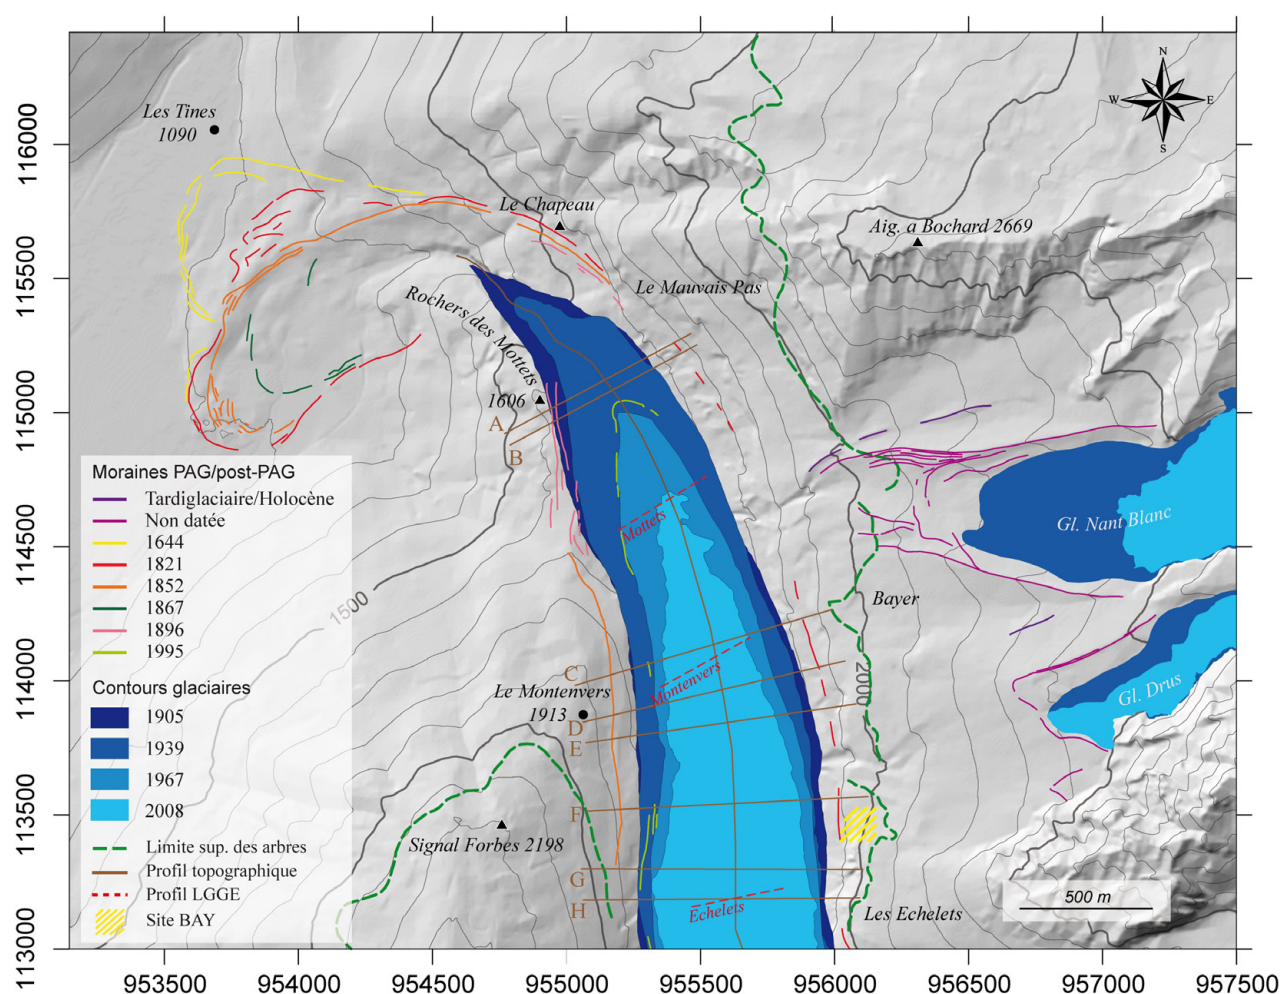 N
W E
S
Les Tines
1090
Le Chapeau
Aig. a Bochard 2669
Le Mauvais Pas
Rochers des Mottets
1606
A
B
Mottets
Gl. Nant Blanc
1500
Bayer
C
Montenvers
Le Montenvers
1913
2000
Gl. Drus
D
E
F
Signal Forbes 2198
G
H
Echelets
Les Echelets
500 m
Moraines PAG/post-PAG
Tardiglaciaire/Holocène
Non datée
1644
1821
1852
1867
1896
1995
Contours glaciaires
1905
1939
1967
2008
Limite sup. des arbres
Profil topographique
Profil LGGE
Site BAY
116000
115500
115000
114500
114000
113500
113000
953500 954000 954500 955000 955500 956000 956500 957000 957500